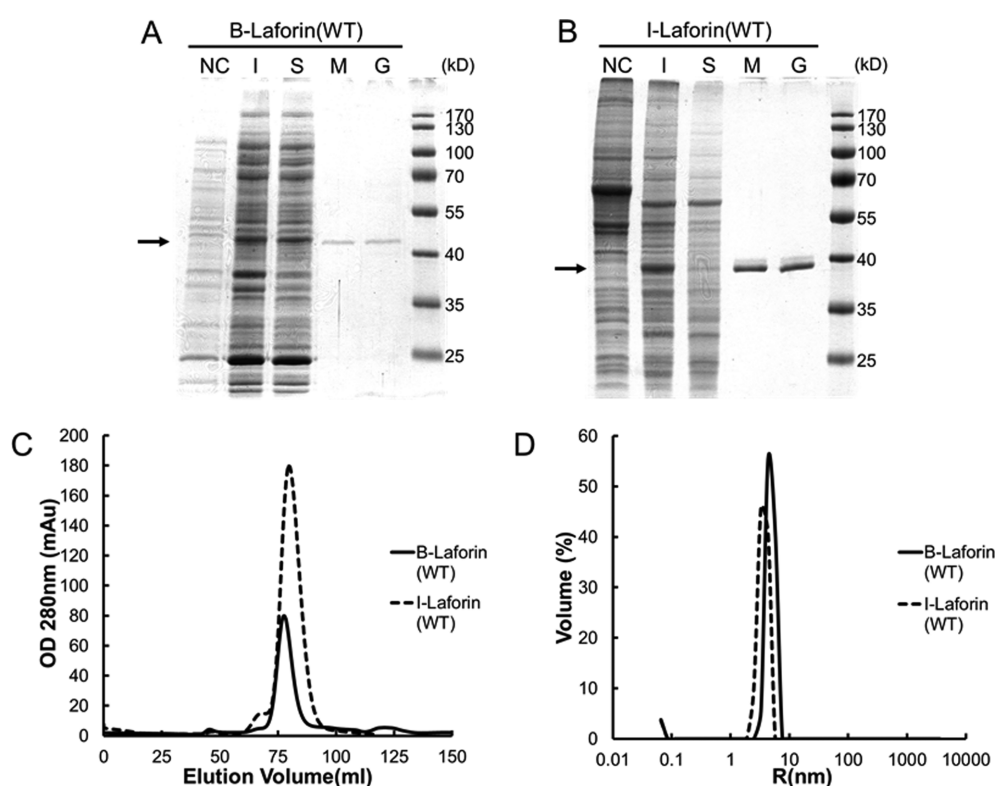 A
B-Laforin(WT)
NC I S M G (kD)
170
130
100
70
55
40
35
25
B
I-Laforin(WT)
NC I S M G (kD)
170
130
100
70
55
40
35
25
C
OD 280nm (mAu)
200
180
160
140
120
100
80
60
40
20
0
0 25 50 75 100 125 150
Elution Volume(ml)
B-Laforin
(WT)
I-Laforin
(WT)
D
Volume (%)
60
50
40
30
20
10
0
0.01 0.1 1 10 100 1000 10000
R(nm)
B-Laforin
(WT)
I-Laforin
(WT)